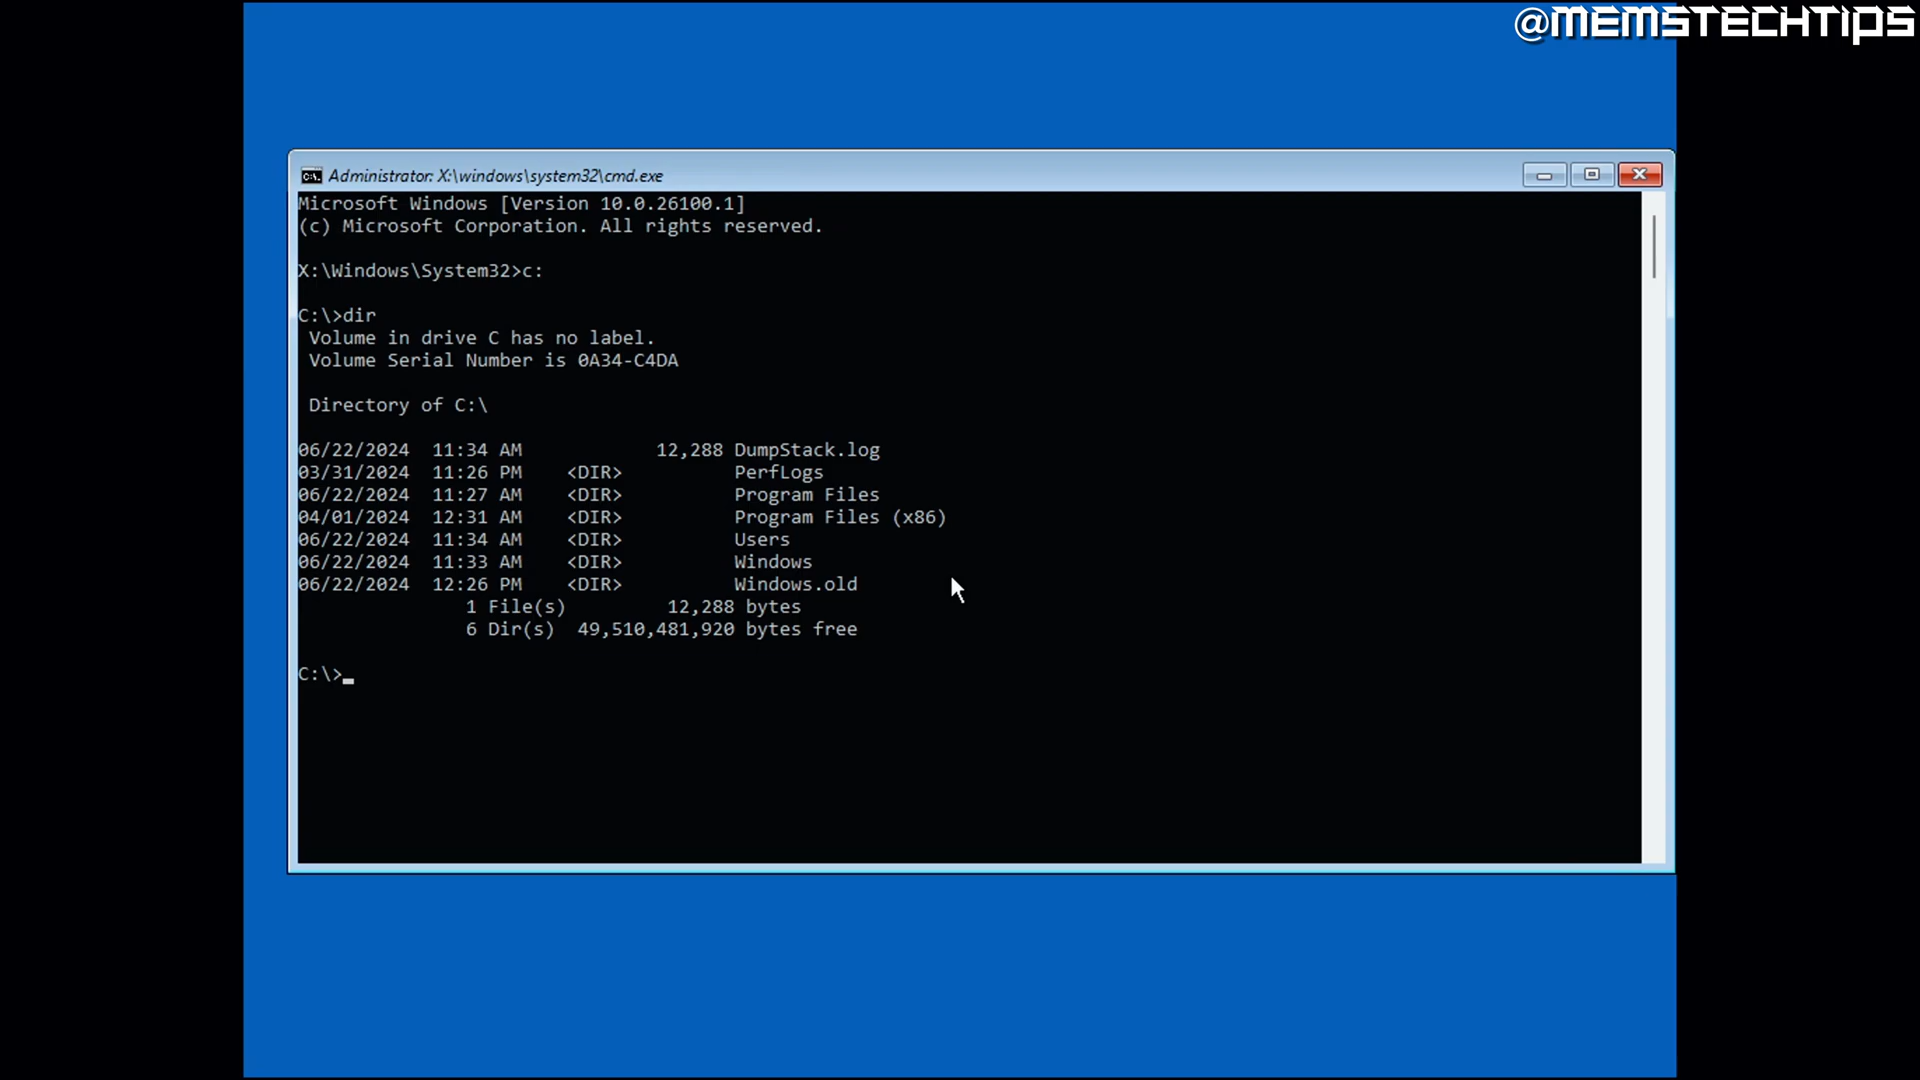 @MEMSTECHTIPS
Administrator: X:\windows\system32\cmd.exe
Microsoft Windows [Version 10.0.26100.1]
(c) Microsoft Corporation. All rights reserved.
X:\Windows\System32>c:
C:\>dir
Volume in drive C has no label.
Volume Serial Number is 0A34-C4DA
Directory of C:\
06/22/2024 11:34 AM 12,288 DumpStack.log
03/31/2024 11:26 PM <DIR> PerfLogs
06/22/2024 11:27 AM <DIR> Program Files
04/01/2024 12:31 AM <DIR> Program Files (x86)
06/22/2024 11:34 AM <DIR> Users
06/22/2024 11:33 AM <DIR> Windows
06/22/2024 12:26 PM <DIR> Windows.old
1 File(s) 12,288 bytes
6 Dir(s) 49,510,481,920 bytes free
C:\>_